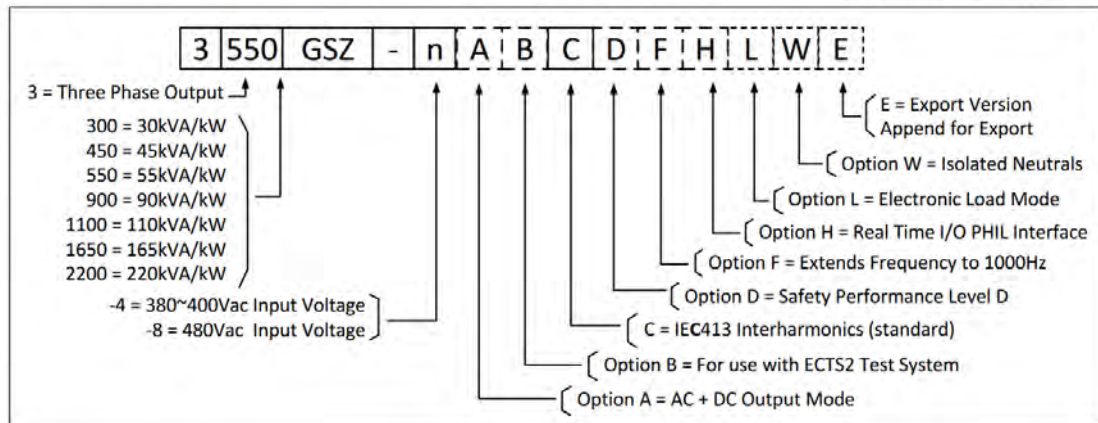 3 550 GSZ - n A B C D F H L W E
3 = Three Phase Output
300 = 30kVA/kW
450 = 45kVA/kW
550 = 55kVA/kW
900 = 90kVA/kW
1100 = 110kVA/kW
1650 = 165kVA/kW
2200 = 220kVA/kW
-4 = 380~400Vac Input Voltage
-8 = 480Vac Input Voltage
E = Export Version
Append for Export
Option W = Isolated Neutrals
Option L = Electronic Load Mode
Option H = Real Time I/O PHIL Interface
Option F = Extends Frequency to 1000Hz
Option D = Safety Performance Level D
C = IEC413 Interharmonics (standard)
Option B = For use with ECTS2 Test System
Option A = AC + DC Output Mode